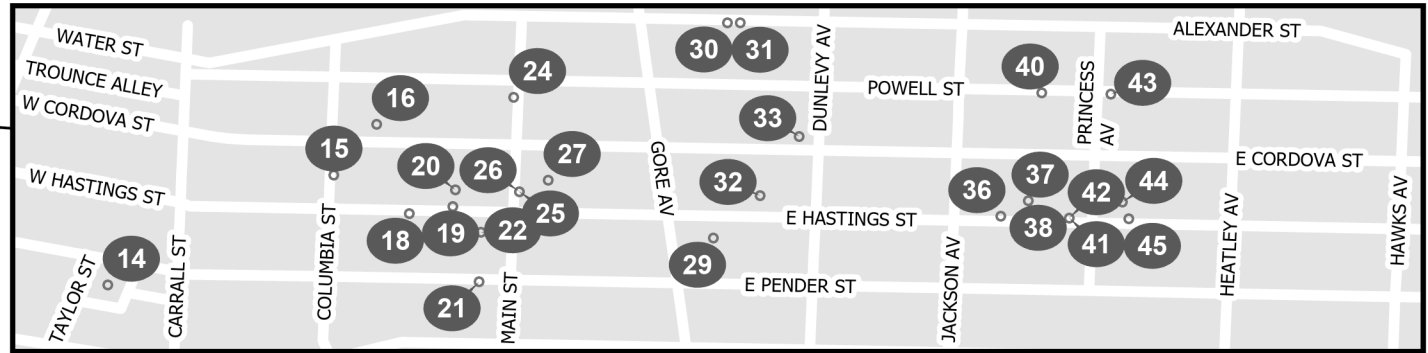 WATER ST
TROUNCE ALLEY
W CORDOVA ST
W HASTINGS ST
ALEXANDER ST
POWELL ST
E CORDOVA ST
E HASTINGS ST
E PENDER ST
TAYLOR ST
CARRALL ST
COLUMBIA ST
MAIN ST
GORE AV
DUNLEVY AV
JACKSON AV
PRINCESS
AV
HEATLEY AV
HAWKS AV
14
15
16
18
19
20
21
22
24
25
26
27
29
30
31
32
33
36
37
38
40
41
42
43
44
45